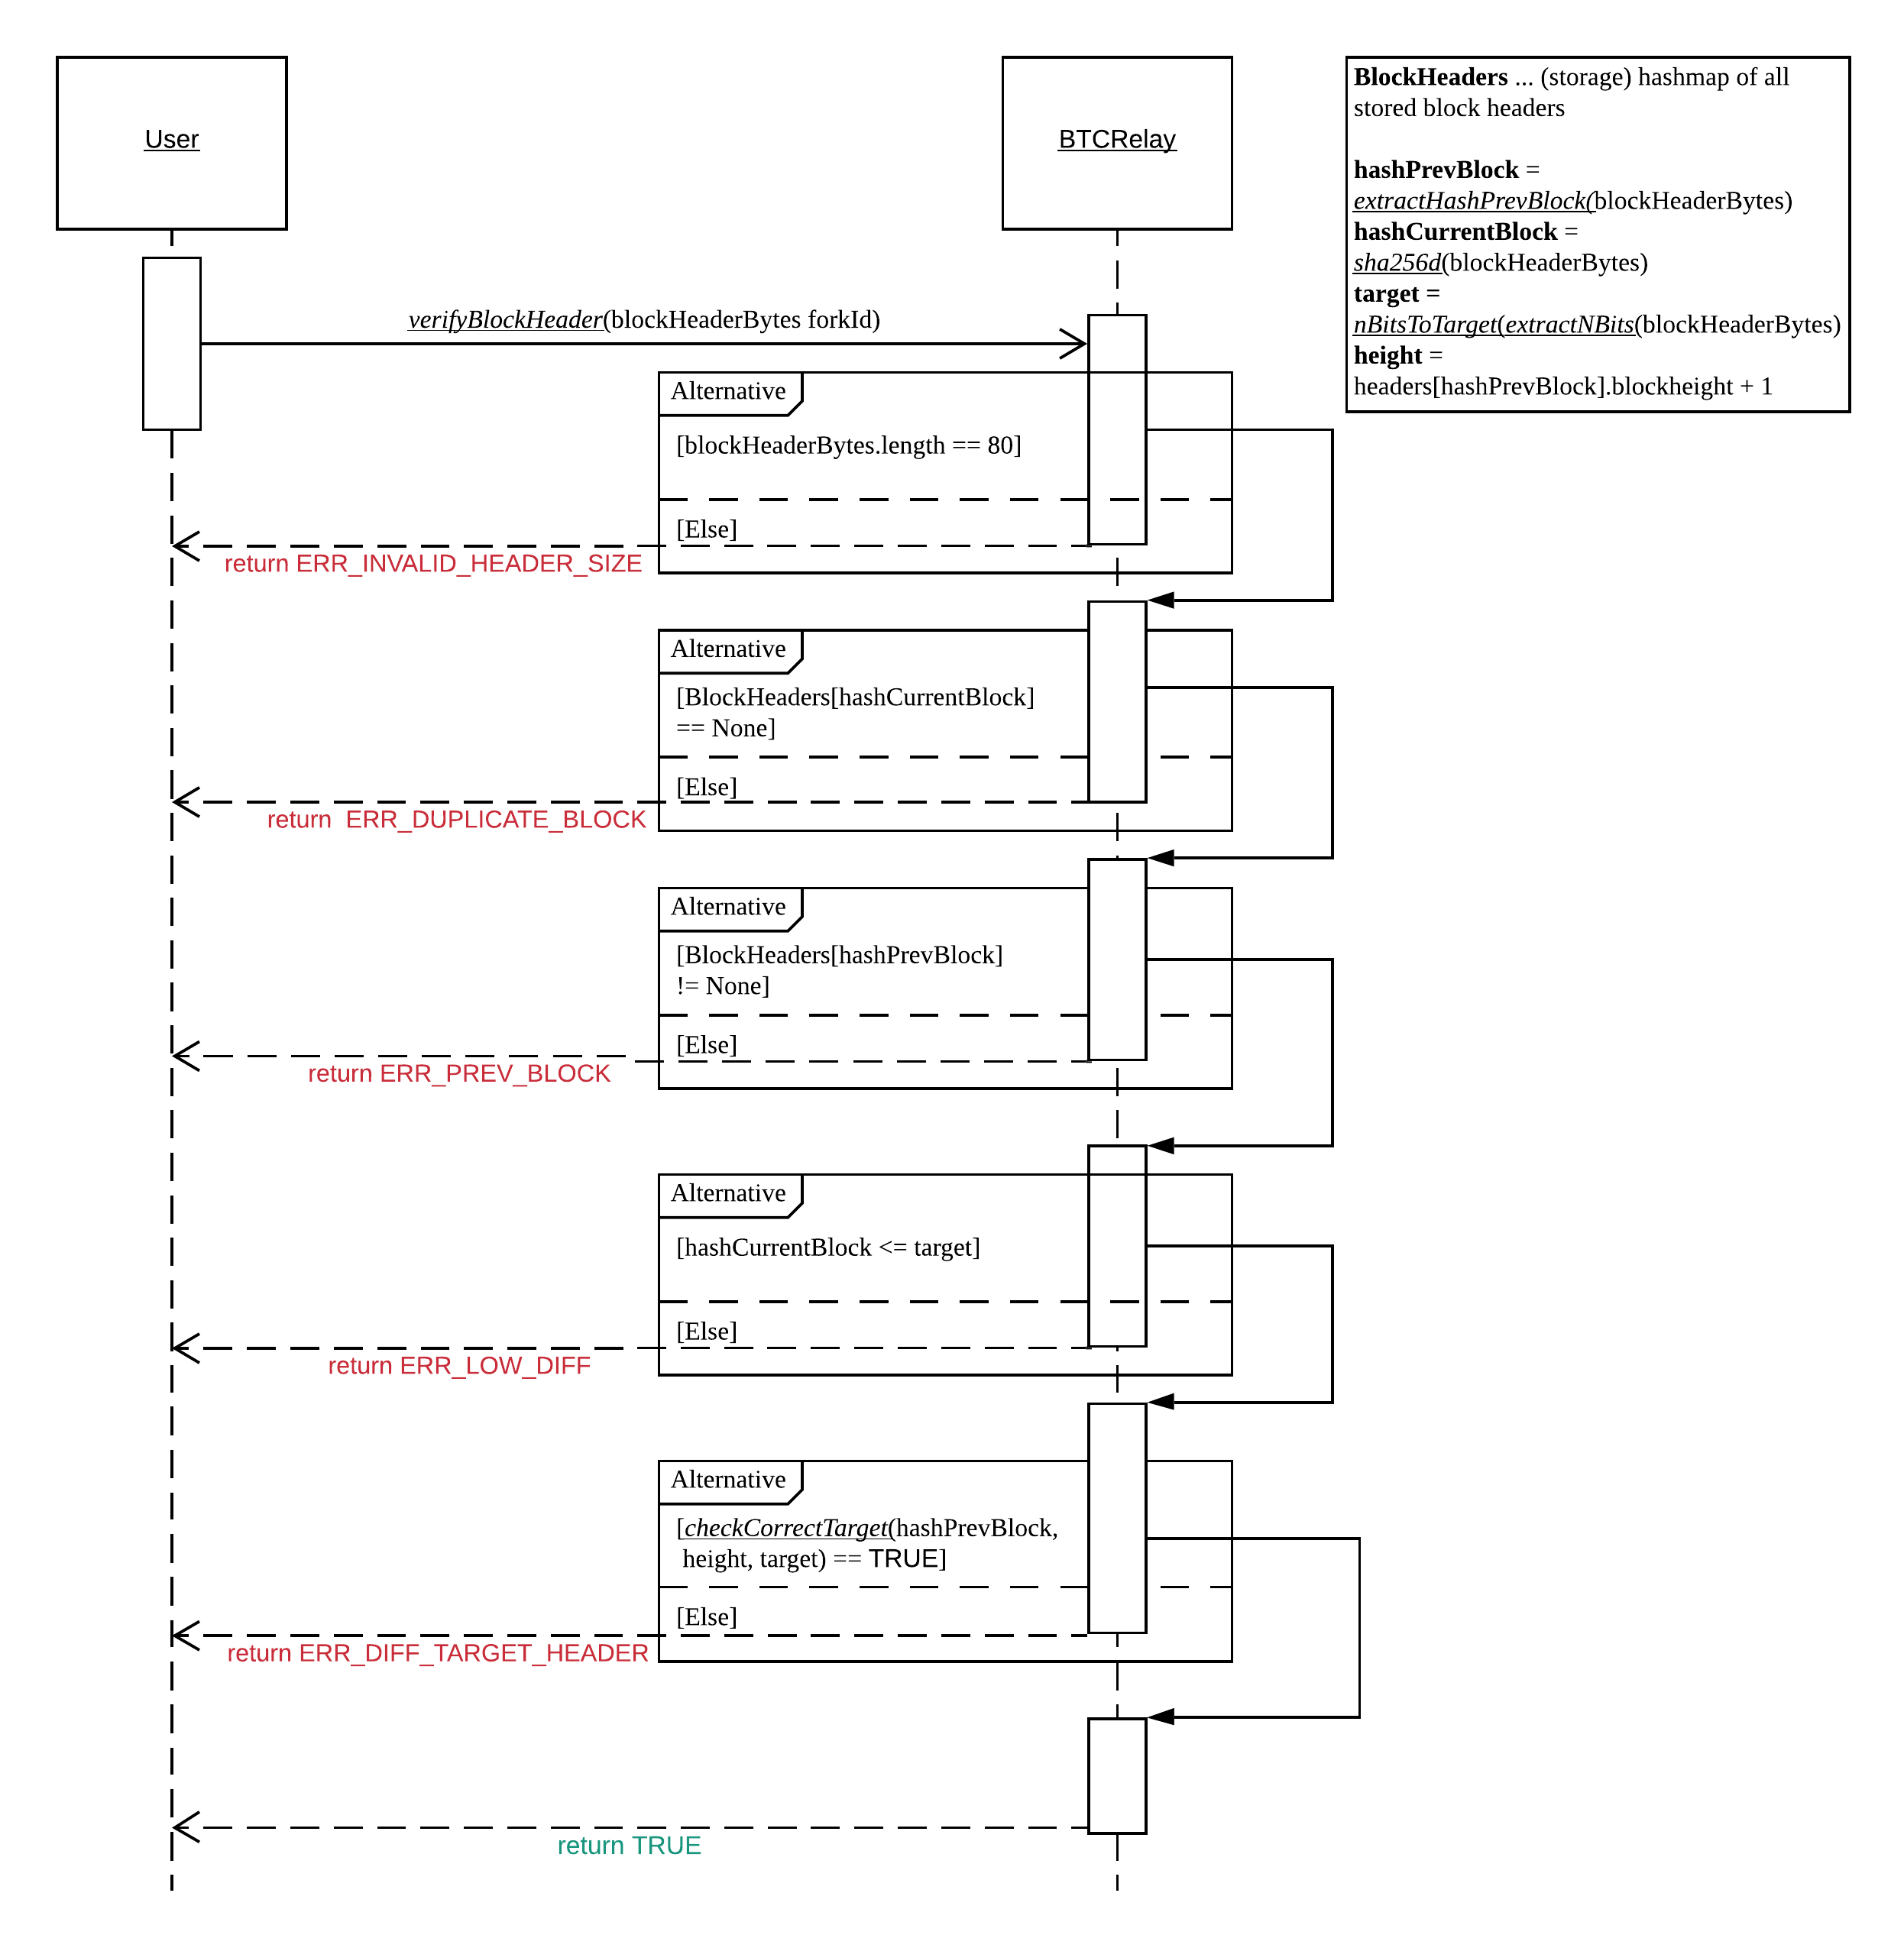 User
BTCRelay
BlockHeaders ... (storage) hashmap of all
stored block headers
hashPrevBlock =
extractHashPrevBlock(blockHeaderBytes)
hashCurrentBlock =
sha256d(blockHeaderBytes)
target =
nBitsToTarget(extractNBits(blockHeaderBytes)
height =
headers[hashPrevBlock].blockheight + 1
verifyBlockHeader(blockHeaderBytes forkId)
Alternative
[blockHeaderBytes.length == 80]
[Else]
return ERR_INVALID_HEADER_SIZE
Alternative
[BlockHeaders[hashCurrentBlock]
== None]
[Else]
return  ERR_DUPLICATE_BLOCK
Alternative
[BlockHeaders[hashPrevBlock]
!= None]
[Else]
return ERR_PREV_BLOCK
Alternative
[hashCurrentBlock <= target]
[Else]
return ERR_LOW_DIFF
Alternative
[checkCorrectTarget(hashPrevBlock,
height, target) == TRUE]
[Else]
return ERR_DIFF_TARGET_HEADER
return TRUE